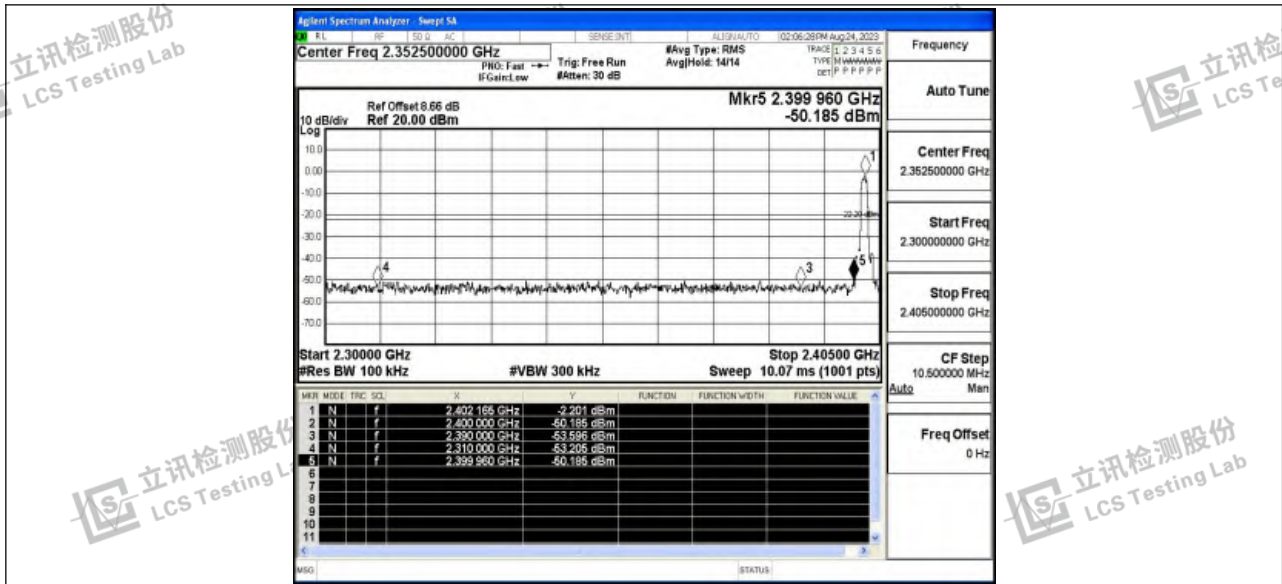 Agilent Spectrum Analyzer - Swept SA
RL RF 50 Ω AC SENSE:INT ALIGNAUTO 02:06:28PM Aug24, 2023
Center Freq 2.352500000 GHz
PNO: Fast
IFGain:Low
Trig: Free Run
#Atten: 30 dB
#Avg Type: RMS
Avg|Hold: 14/14
TRACE 1 2 3 4 5 6
TYPE M WWWWW
DET P P P P P P
Frequency
Auto Tune
Ref Offset 8.66 dB
10 dB/div Ref 20.00 dBm
Log
Mkr5 2.399 960 GHz
-50.185 dBm
10.0
0.00
-10.0
-20.0
-30.0
-40.0
-50.0
-60.0
-70.0
1
4
3
5
Start 2.30000 GHz Stop 2.40500 GHz
#Res BW 100 kHz #VBW 300 kHz Sweep 10.07 ms (1001 pts)
MKR MODE TRC SCL X Y FUNCTION FUNCTION WIDTH FUNCTION VALUE
1 N f 2.402 165 GHz -2.201 dBm
2 N f 2.400 000 GHz -50.185 dBm
3 N f 2.390 000 GHz -53.596 dBm
4 N f 2.310 000 GHz -53.205 dBm
5 N f 2.399 960 GHz -50.185 dBm
6
7
8
9
10
11
MSG STATUS
Center Freq
2.352500000 GHz
Start Freq
2.300000000 GHz
Stop Freq
2.405000000 GHz
CF Step
10.500000 MHz
Auto Man
Freq Offset
0 Hz
立讯检测股份
LCS Testing Lab
立讯检
LCS Te
立讯检测股份
LCS Testing La
立讯检测股份
LCS Testing Lab